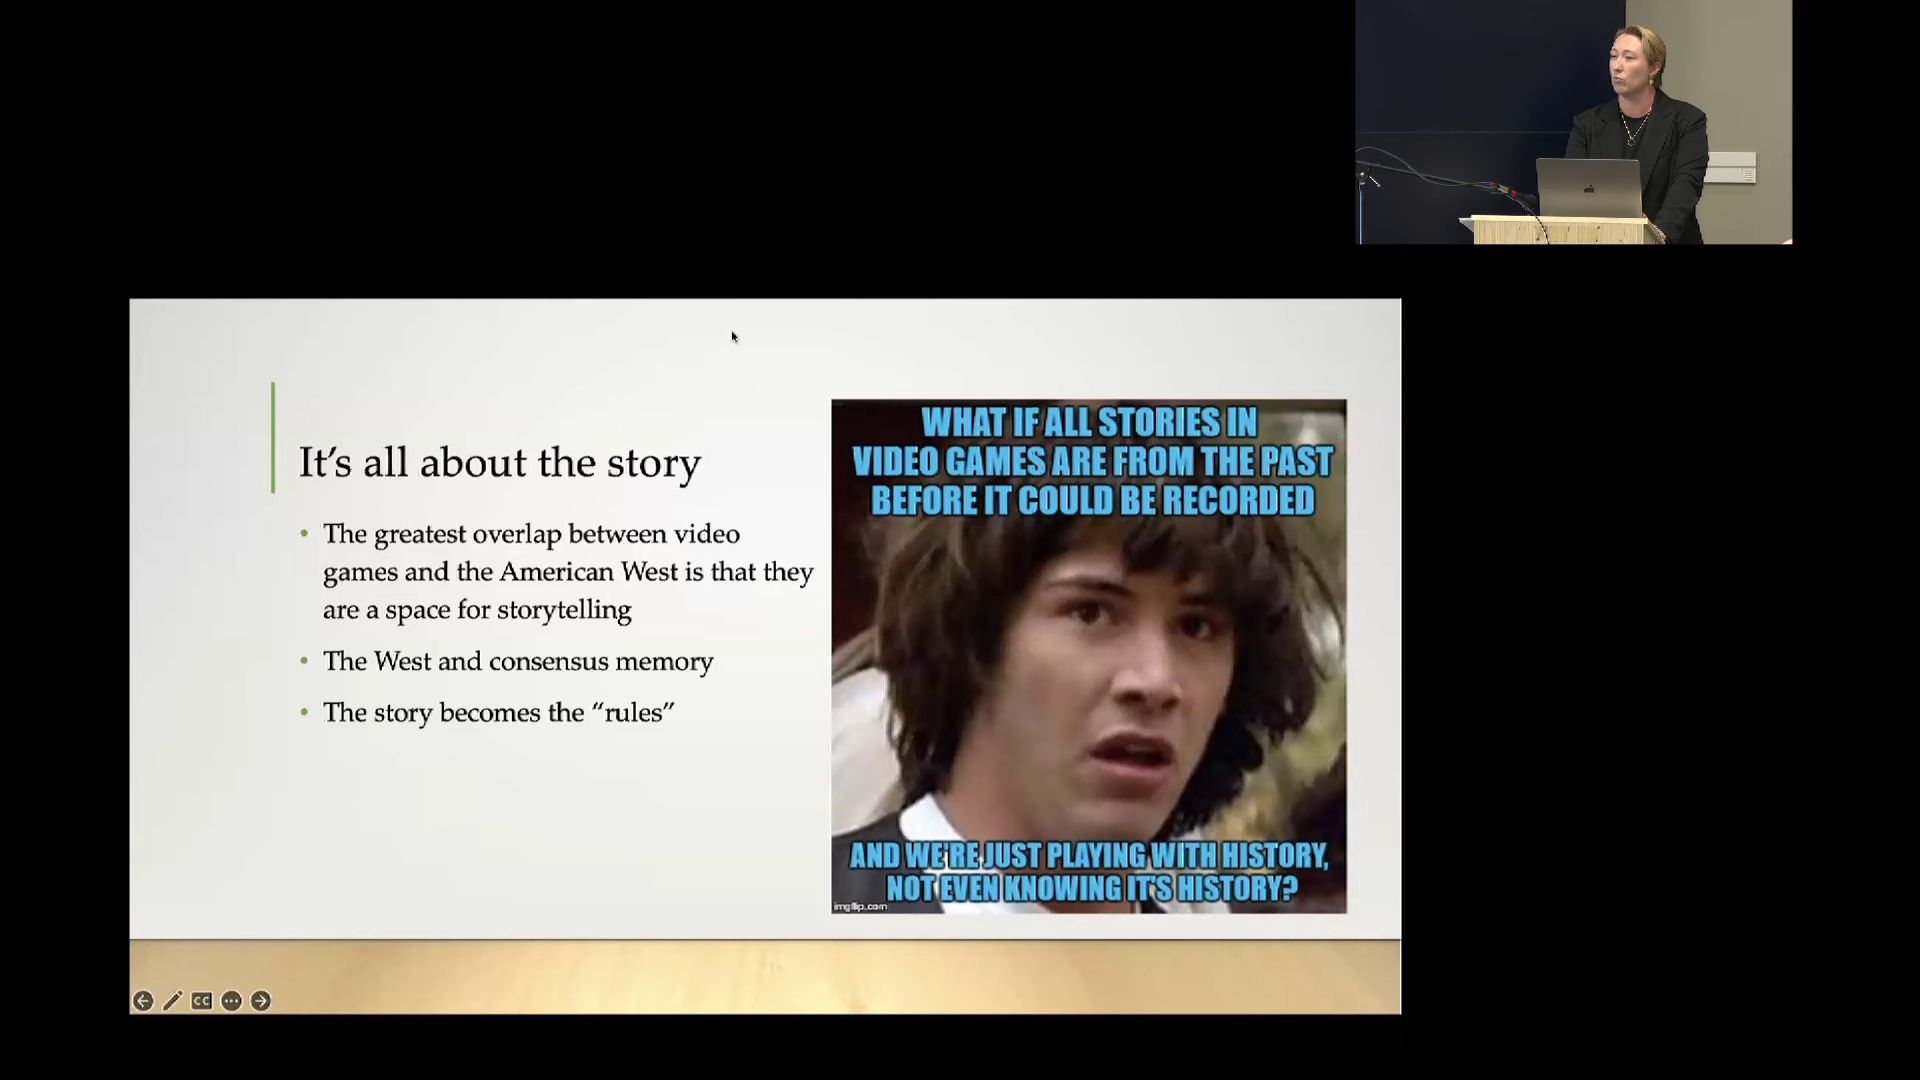 It's all about the story
• The greatest overlap between video
games and the American West is that they
are a space for storytelling
• The West and consensus memory
• The story becomes the “rules”
WHAT IF ALL STORIES IN
VIDEO GAMES ARE FROM THE PAST
BEFORE IT COULD BE RECORDED
AND WE'RE JUST PLAYING WITH HISTORY,
NOT EVEN KNOWING IT'S HISTORY?
imgflip.com
CC